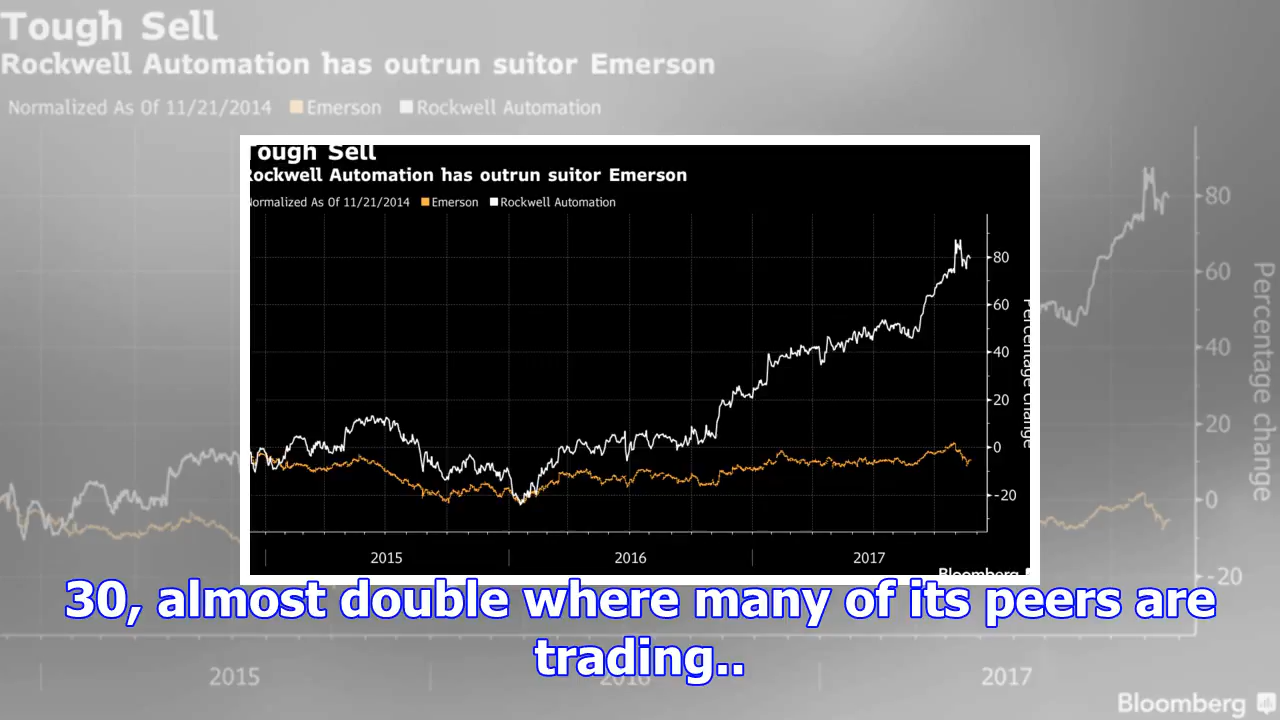 Tough Sell
Rockwell Automation has outrun suitor Emerson
Normalized As Of 11/21/2014 Emerson Rockwell Automation
Tough Sell
Rockwell Automation has outrun suitor Emerson
Normalized As Of 11/21/2014 Emerson Rockwell Automation
80
60
40
20
0
-20
Percentage change
2015 2016 2017
Bloomberg
80
60
40
20
0
-20
Percentage change
30, almost double where many of its peers are
trading..
2015 2016 2017
Bloomberg